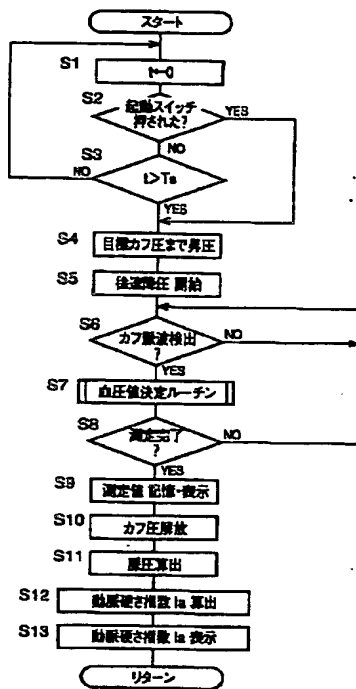 スタート
S1
t←0
S2
起動スイッチ
押された?
YES
NO
S3
t>Ta
NO
YES
S4
目標カフ圧まで昇圧
S5
徐速降圧 開始
S6
カフ脈波検出
?
NO
YES
S7
血圧値決定ルーチン
S8
測定完了
?
NO
YES
S9
測定値 記憶・表示
S10
カフ圧解放
S11
脈圧算出
S12
動脈硬さ指数 Ia 算出
S13
動脈硬さ指数 Ia 表示
リターン